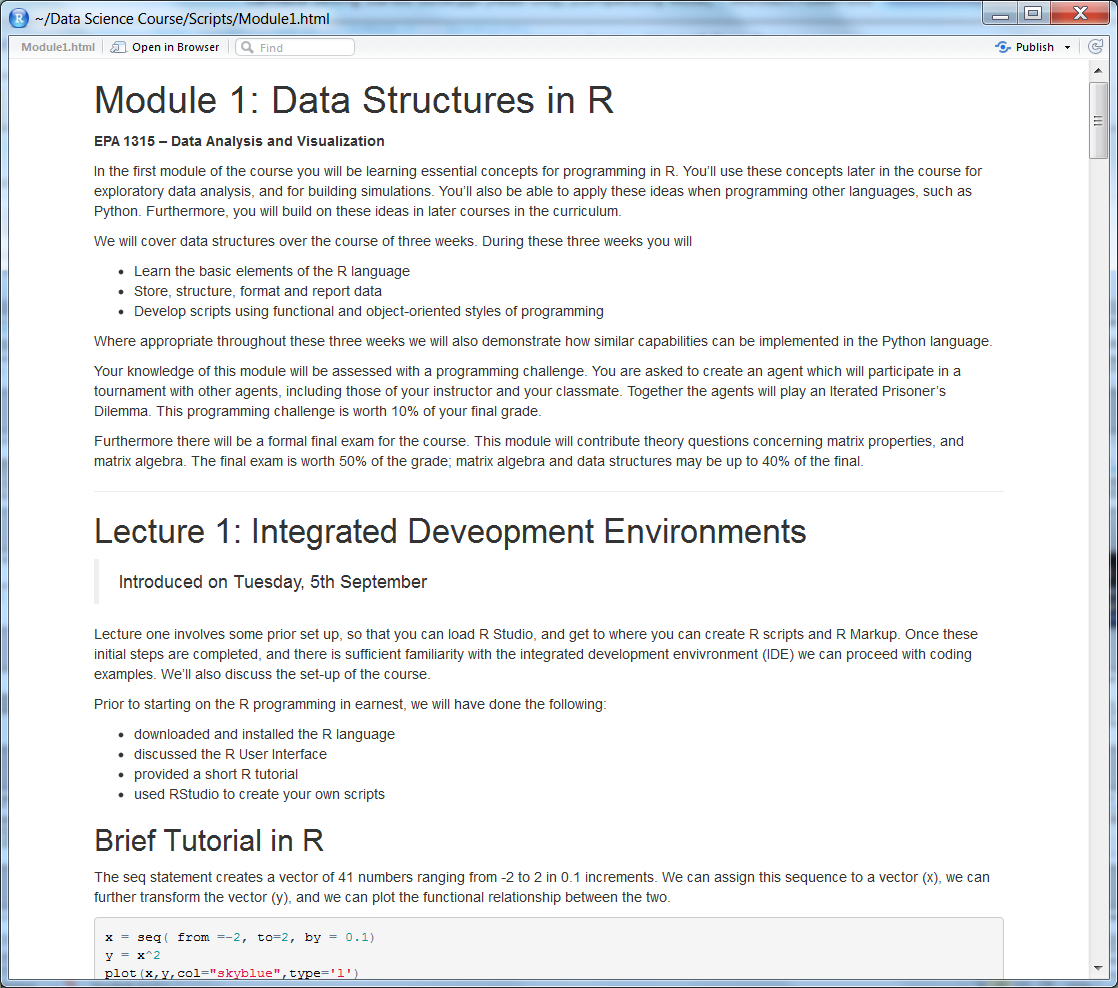 ~/Data Science Course/Scripts/Module1.html
Module1.html Open in Browser Find Publish
Module 1: Data Structures in R
EPA 1315 – Data Analysis and Visualization
In the first module of the course you will be learning essential concepts for programming in R. You’ll use these concepts later in the course for
exploratory data analysis, and for building simulations. You’ll also be able to apply these ideas when programming other languages, such as
Python. Furthermore, you will build on these ideas in later courses in the curriculum.
We will cover data structures over the course of three weeks. During these three weeks you will
• Learn the basic elements of the R language
• Store, structure, format and report data
• Develop scripts using functional and object-oriented styles of programming
Where appropriate throughout these three weeks we will also demonstrate how similar capabilities can be implemented in the Python language.
Your knowledge of this module will be assessed with a programming challenge. You are asked to create an agent which will participate in a
tournament with other agents, including those of your instructor and your classmate. Together the agents will play an Iterated Prisoner’s
Dilemma. This programming challenge is worth 10% of your final grade.
Furthermore there will be a formal final exam for the course. This module will contribute theory questions concerning matrix properties, and
matrix algebra. The final exam is worth 50% of the grade; matrix algebra and data structures may be up to 40% of the final.
Lecture 1: Integrated Deveopment Environments
Introduced on Tuesday, 5th September
Lecture one involves some prior set up, so that you can load R Studio, and get to where you can create R scripts and R Markup. Once these
initial steps are completed, and there is sufficient familiarity with the integrated development envivronment (IDE) we can proceed with coding
examples. We’ll also discuss the set-up of the course.
Prior to starting on the R programming in earnest, we will have done the following:
• downloaded and installed the R language
• discussed the R User Interface
• provided a short R tutorial
• used RStudio to create your own scripts
Brief Tutorial in R
The seq statement creates a vector of 41 numbers ranging from -2 to 2 in 0.1 increments. We can assign this sequence to a vector (x), we can
further transform the vector (y), and we can plot the functional relationship between the two.
x = seq( from =-2, to=2, by = 0.1)
y = x^2
plot(x,y,col="skyblue",type='l')